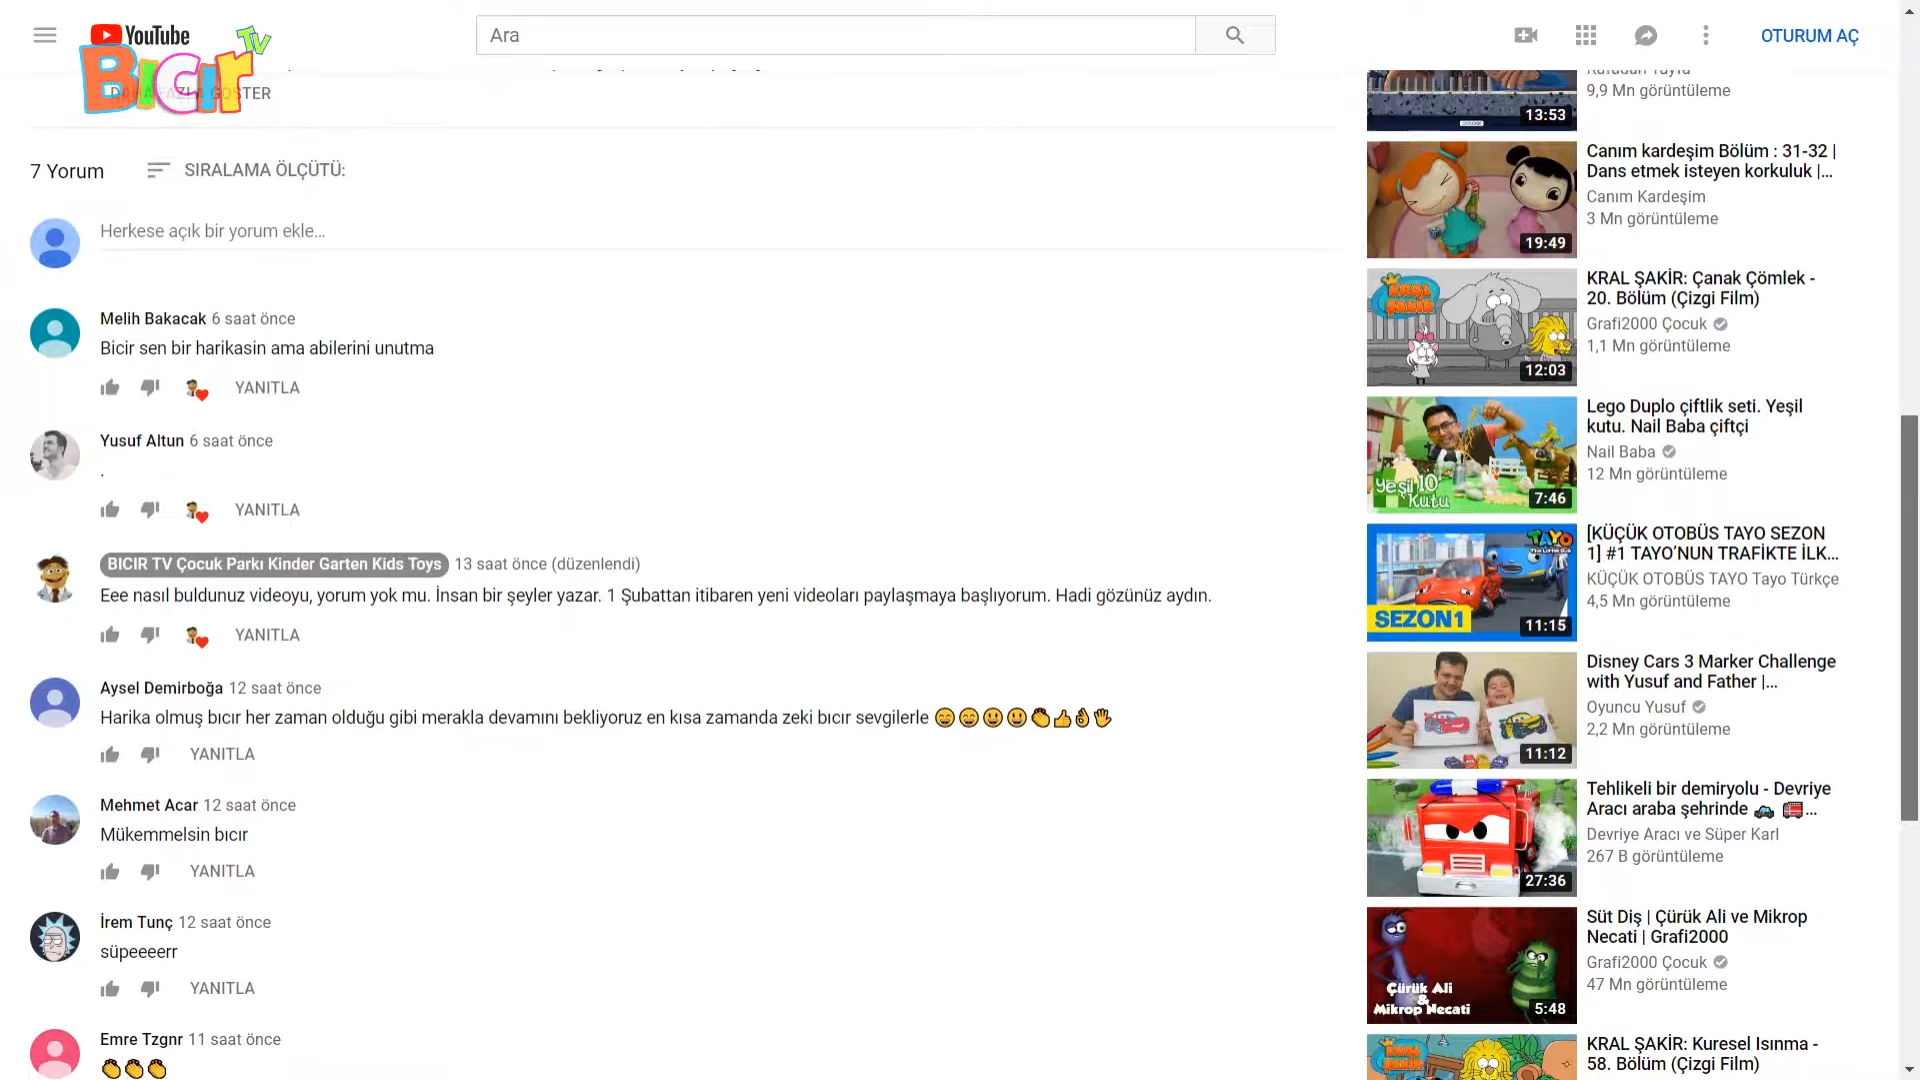 YouTube
BıCıR TV
Ara
OTURUM AÇ
DAHA FAZLA GÖSTER
7 Yorum
SIRALAMA ÖLÇÜTÜ:
Herkese açık bir yorum ekle...
Melih Bakacak 6 saat önce
Bicir sen bir harikasin ama abilerini unutma
YANITLA
Yusuf Altun 6 saat önce
.
YANITLA
BICIR TV Çocuk Parkı Kinder Garten Kids Toys 13 saat önce (düzenlendi)
Eee nasıl buldunuz videoyu, yorum yok mu. İnsan bir şeyler yazar. 1 Şubattan itibaren yeni videoları paylaşmaya başlıyorum. Hadi gözünüz aydın.
YANITLA
Aysel Demirboğa 12 saat önce
Harika olmuş bıcır her zaman olduğu gibi merakla devamını bekliyoruz en kısa zamanda zeki bıcır sevgilerle 😄😄😃😃👏👍👌🖐
YANITLA
Mehmet Acar 12 saat önce
Mükemmelsin bıcır
YANITLA
İrem Tunç 12 saat önce
süpeeeerr
YANITLA
Emre Tzgnr 11 saat önce
👏👏👏
Rafadan Tayfa
9,9 Mn görüntüleme
13:53
Canım kardeşim Bölüm : 31-32 |
Dans etmek isteyen korkuluk |...
Canım Kardeşim
3 Mn görüntüleme
19:49
KRAL ŞAKİR: Çanak Çömlek -
20. Bölüm (Çizgi Film)
Grafi2000 Çocuk
1,1 Mn görüntüleme
KRAL ŞAKİR
12:03
Lego Duplo çiftlik seti. Yeşil
kutu. Nail Baba çiftçi
Nail Baba
12 Mn görüntüleme
Yeşil 10
Kutu
7:46
[KÜÇÜK OTOBÜS TAYO SEZON
1] #1 TAYO’NUN TRAFİKTE İLK...
KÜÇÜK OTOBÜS TAYO Tayo Türkçe
4,5 Mn görüntüleme
TAYO
The Little Bus
SEZON1
11:15
Disney Cars 3 Marker Challenge
with Yusuf and Father |...
Oyuncu Yusuf
2,2 Mn görüntüleme
11:12
Tehlikeli bir demiryolu - Devriye
Aracı araba şehrinde 🚓 🚒...
Devriye Aracı ve Süper Karl
267 B görüntüleme
27:36
Süt Diş | Çürük Ali ve Mikrop
Necati | Grafi2000
Grafi2000 Çocuk
47 Mn görüntüleme
Çürük Ali
&
Mikrop Necati
5:48
KRAL ŞAKİR: Kuresel Isınma -
58. Bölüm (Çizgi Film)